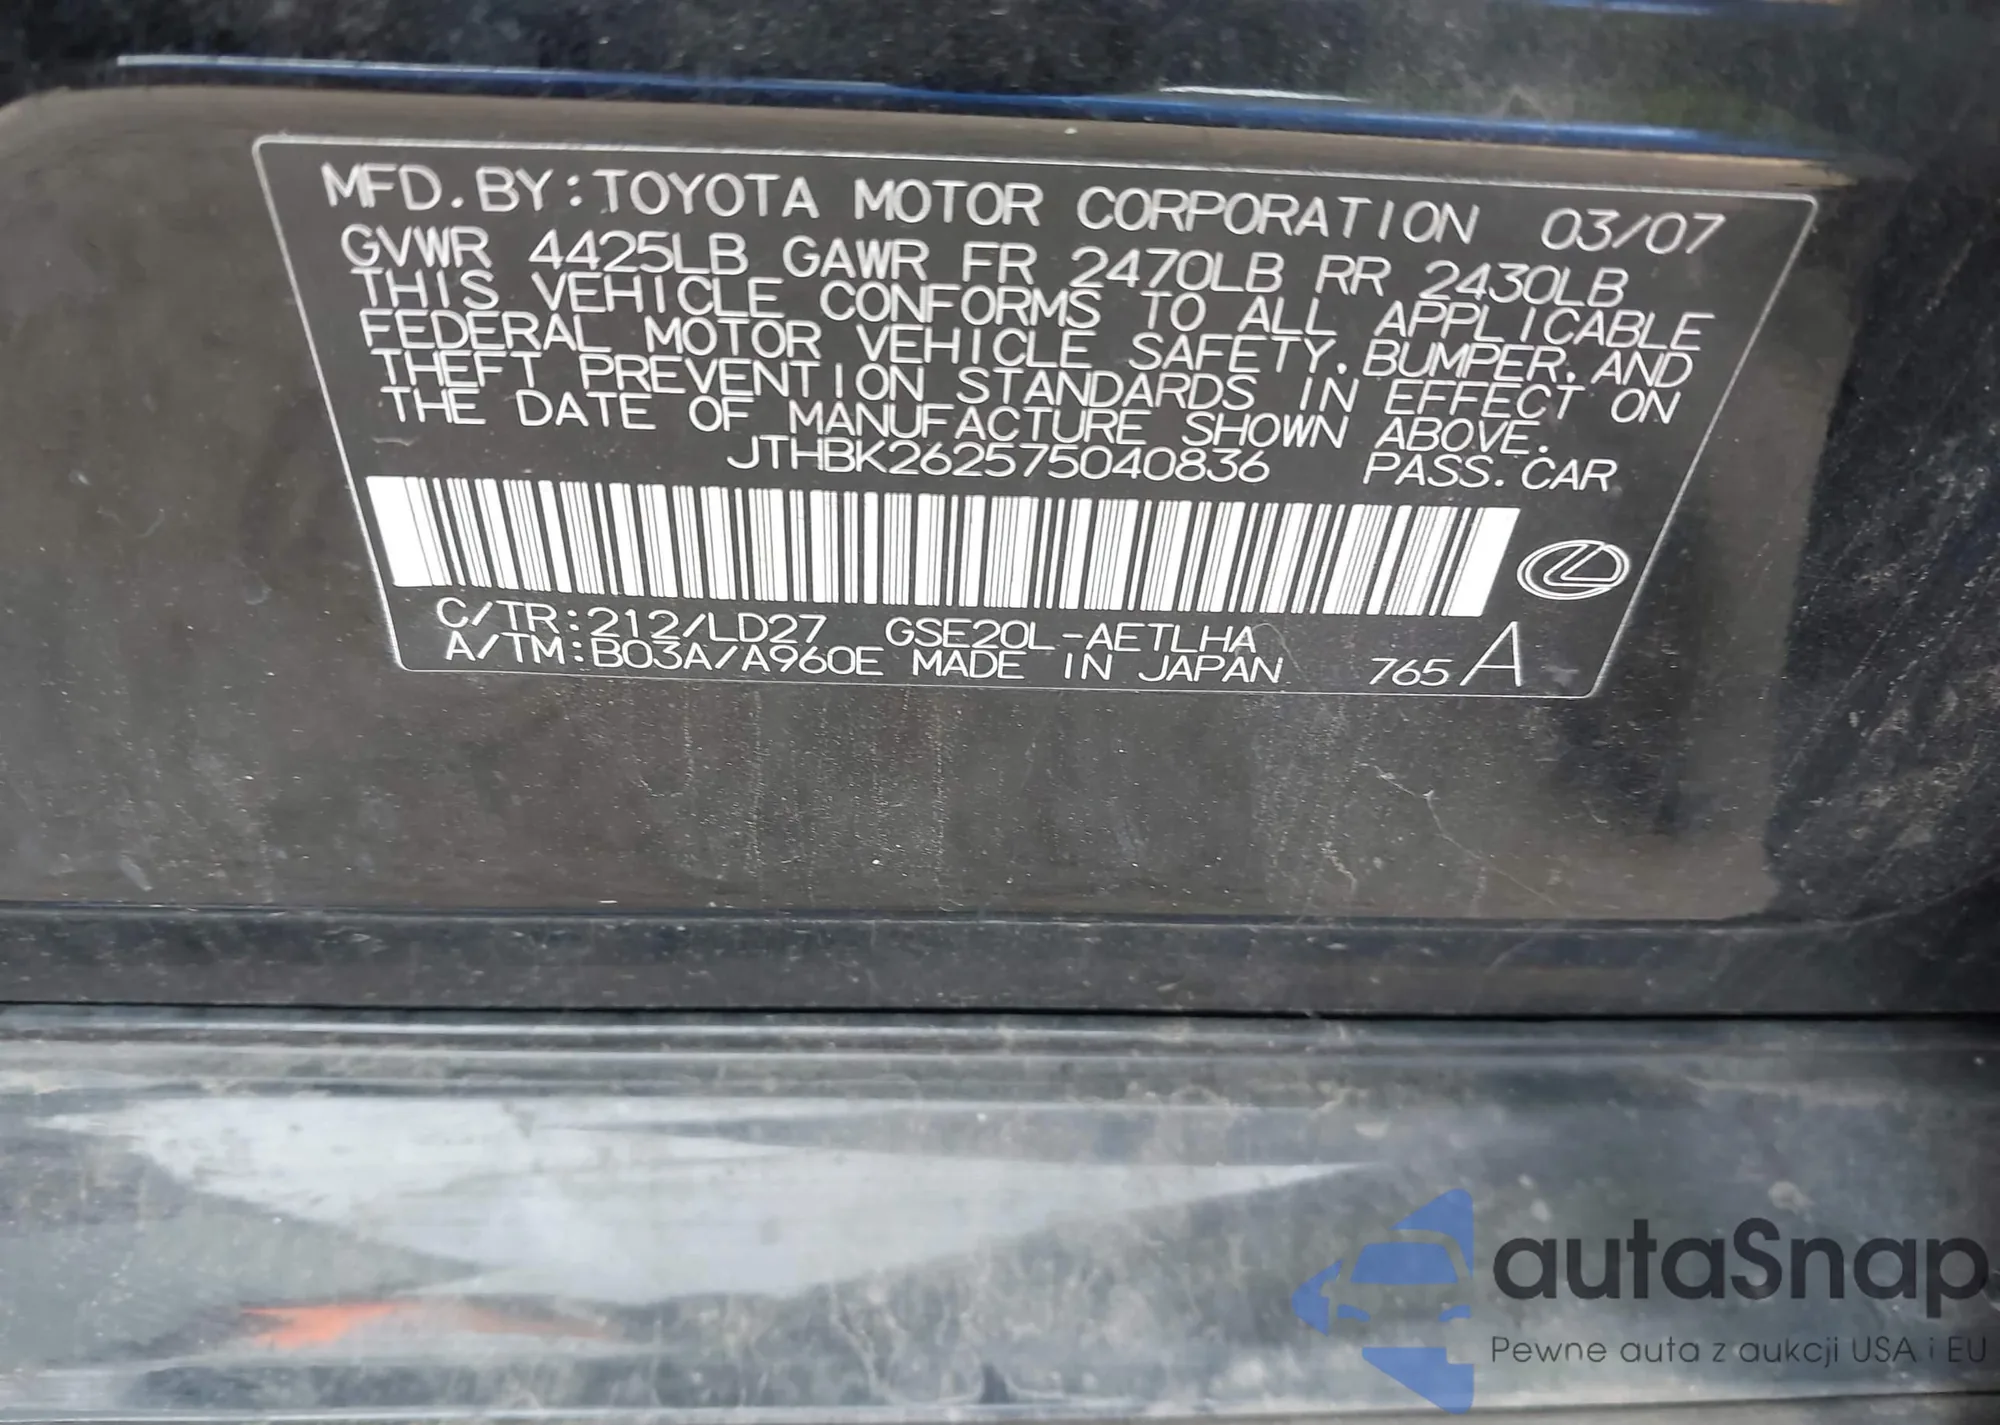 MFD. BY: TOYOTA MOTOR CORPORATION 03/07
GVWR 4425LB GAWR FR 2470LB RR 2430LB
THIS VEHICLE CONFORMS TO ALL APPLICABLE
FEDERAL MOTOR VEHICLE SAFETY, BUMPER, AND
THEFT PREVENTION STANDARDS IN EFFECT ON
THE DATE OF MANUFACTURE SHOWN ABOVE.
JTHBK262575040836 PASS. CAR
C/TR:212/LD27 GSE20L-AETLHA
A/TM:B03A/A960E MADE IN JAPAN 765 A
autaSnap
Pewne auta z aukcji USA i EU